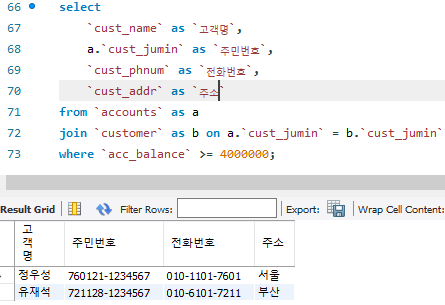 66 select
67 `cust_name` as `고객명`,
68 a.`cust_jumin` as `주민번호`,
69 `cust_phnum` as `전화번호`,
70 `cust_addr` as `주소`
71 from `accounts` as a
72 join `customer` as b on a.`cust_jumin` = b.`cust_jumin`
73 where `acc_balance` >= 4000000;
Result Grid Filter Rows: Export: Wrap Cell Content:
고객명 주민번호 전화번호 주소
정우성 760121-1234567 010-1101-7601 서울
유재석 721128-1234567 010-6101-7211 부산